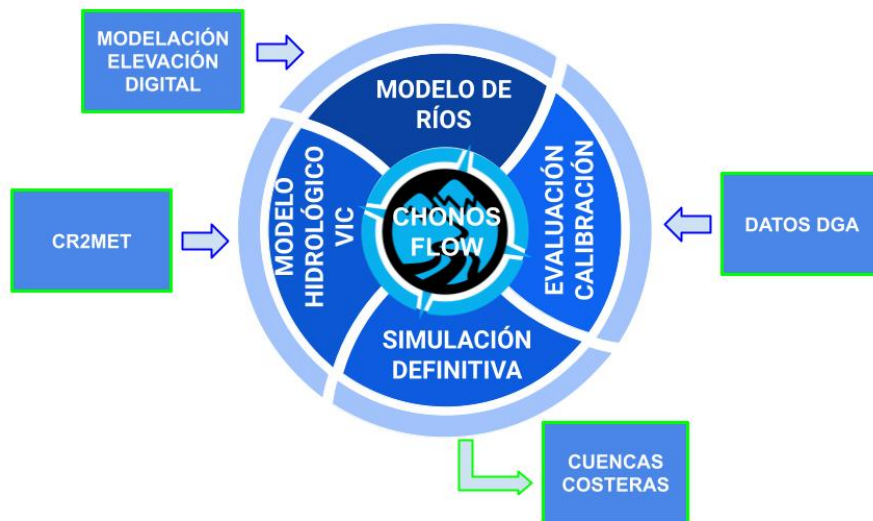 MODELACIÓN
ELEVACIÓN
DIGITAL
MODELO DE
RÍOS
MODELO
HIDROLÓGICO
VIC
CHONOS
FLOW
EVALUACIÓN
CALIBRACIÓN
CR2MET
DATOS DGA
SIMULACIÓN
DEFINITIVA
CUENCAS
COSTERAS